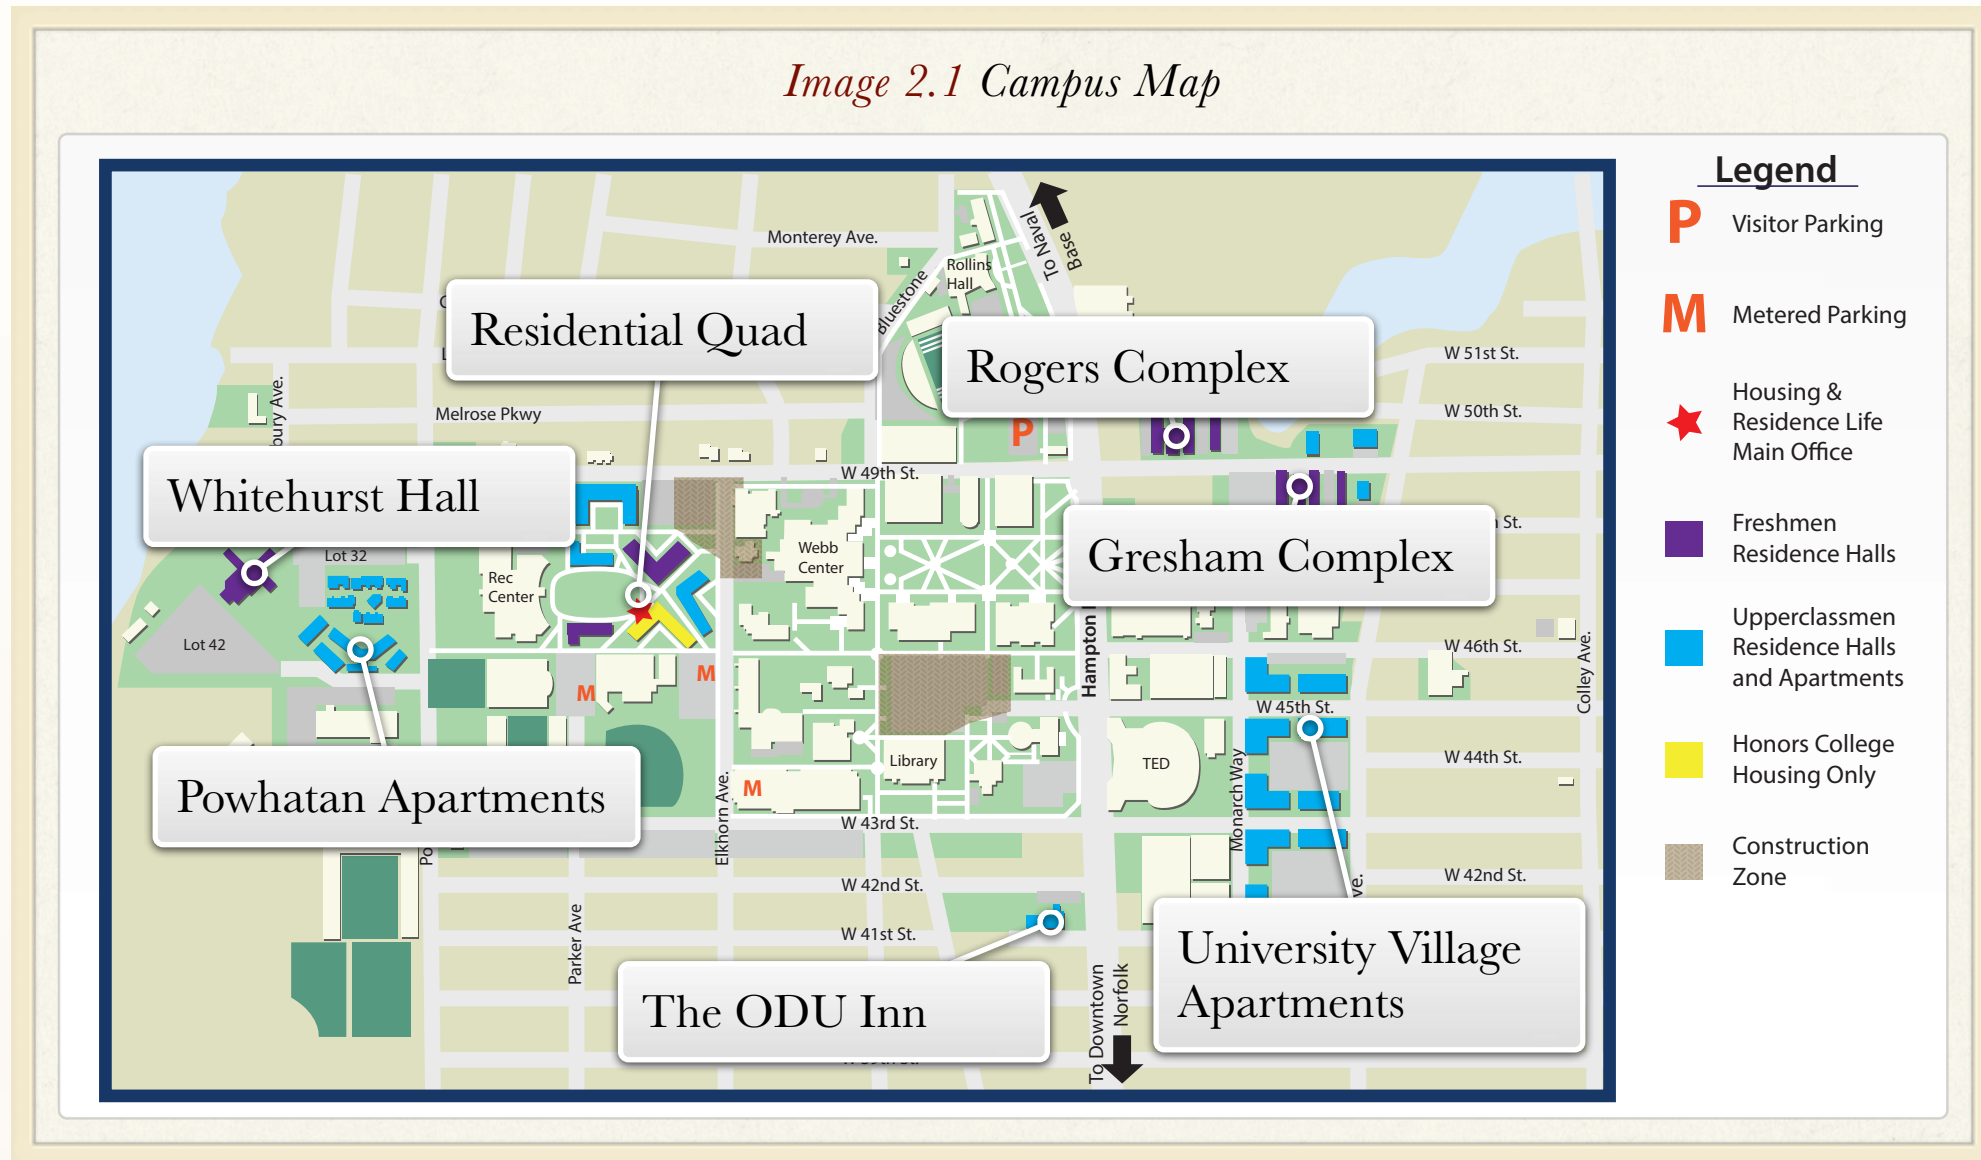 Image 2.1 Campus Map
Legend
P Visitor Parking
M Metered Parking
Housing &
Residence Life
Main Office
Freshmen
Residence Halls
Upperclassmen
Residence Halls
and Apartments
Honors College
Housing Only
Construction
Zone
To Naval
Base
Monterey Ave.
Rollins
Hall
Bluestone
Residential Quad
Rogers Complex
W 51st St.
Melrose Pkwy
P
W 50th St.
W 49th St.
Whitehurst Hall
Lot 32
Rec
Center
Webb
Center
Gresham Complex
St.
Lot 42
W 46th St.
Hampton
Colley Ave.
M
M
W 45th St.
Powhatan Apartments
M
Library
TED
W 44th St.
Monarch Way
Elkhorn Ave.
W 43rd St.
W 42nd St.
W 42nd St.
Parker Ave
W 41st St.
The ODU Inn
University Village
Apartments
To Downtown
Norfolk